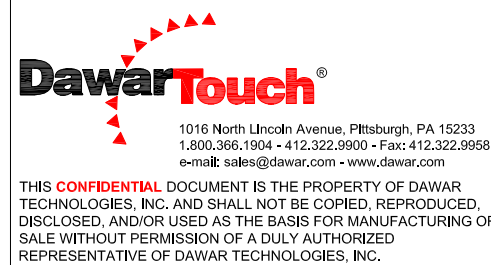 DawarTouch®
1016 North Lincoln Avenue, Pittsburgh, PA 15233
1.800.366.1904 - 412.322.9900 - Fax: 412.322.9958
e-mail: sales@dawar.com - www.dawar.com
THIS CONFIDENTIAL DOCUMENT IS THE PROPERTY OF DAWAR
TECHNOLOGIES, INC. AND SHALL NOT BE COPIED, REPRODUCED,
DISCLOSED, AND/OR USED AS THE BASIS FOR MANUFACTURING OR
SALE WITHOUT PERMISSION OF A DULY AUTHORIZED
REPRESENTATIVE OF DAWAR TECHNOLOGIES, INC.